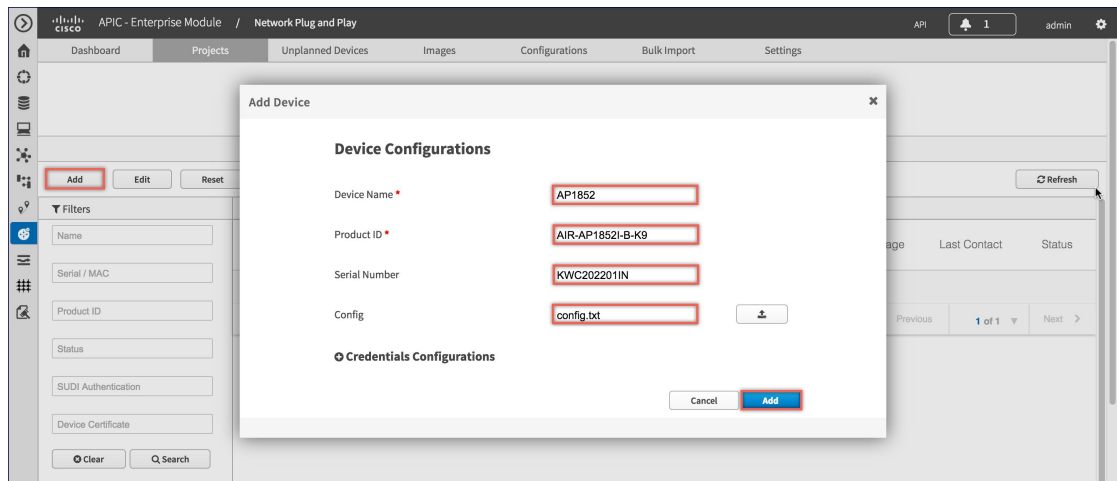 cisco APIC - Enterprise Module / Network Plug and Play API 1 admin
Dashboard Projects Unplanned Devices Images Configurations Bulk Import Settings
Add Device
Device Configurations
Add Edit Reset Refresh
Device Name * AP1852
Filters
Product ID * AIR-AP1852I-B-K9
Name
age Last Contact Status
Serial Number KWC202201IN
Serial / MAC
Config config.txt
Product ID
Previous 1 of 1 Next
Status
Credentials Configurations
SUDI Authentication
Cancel Add
Device Certificate
Clear Search